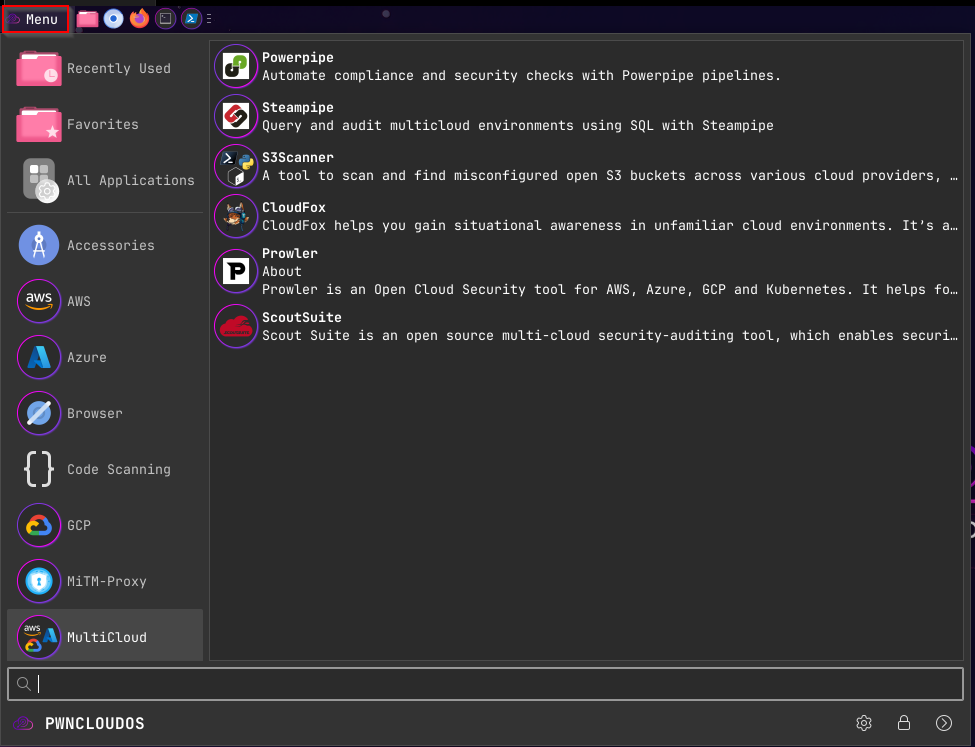 Menu
Recently Used
Favorites
All Applications
Accessories
aws
AWS
Azure
Browser
Code Scanning
GCP
MiTM-Proxy
aws
MultiCloud
Powerpipe
Automate compliance and security checks with Powerpipe pipelines.
Steampipe
Query and audit multicloud environments using SQL with Steampipe
S3Scanner
A tool to scan and find misconfigured open S3 buckets across various cloud providers, …
CloudFox
CloudFox helps you gain situational awareness in unfamiliar cloud environments. It’s a…
P
Prowler
About
Prowler is an Open Cloud Security tool for AWS, Azure, GCP and Kubernetes. It helps fo…
ScoutSuite
Scout Suite is an open source multi-cloud security-auditing tool, which enables securi…
PWNCLOUDOS